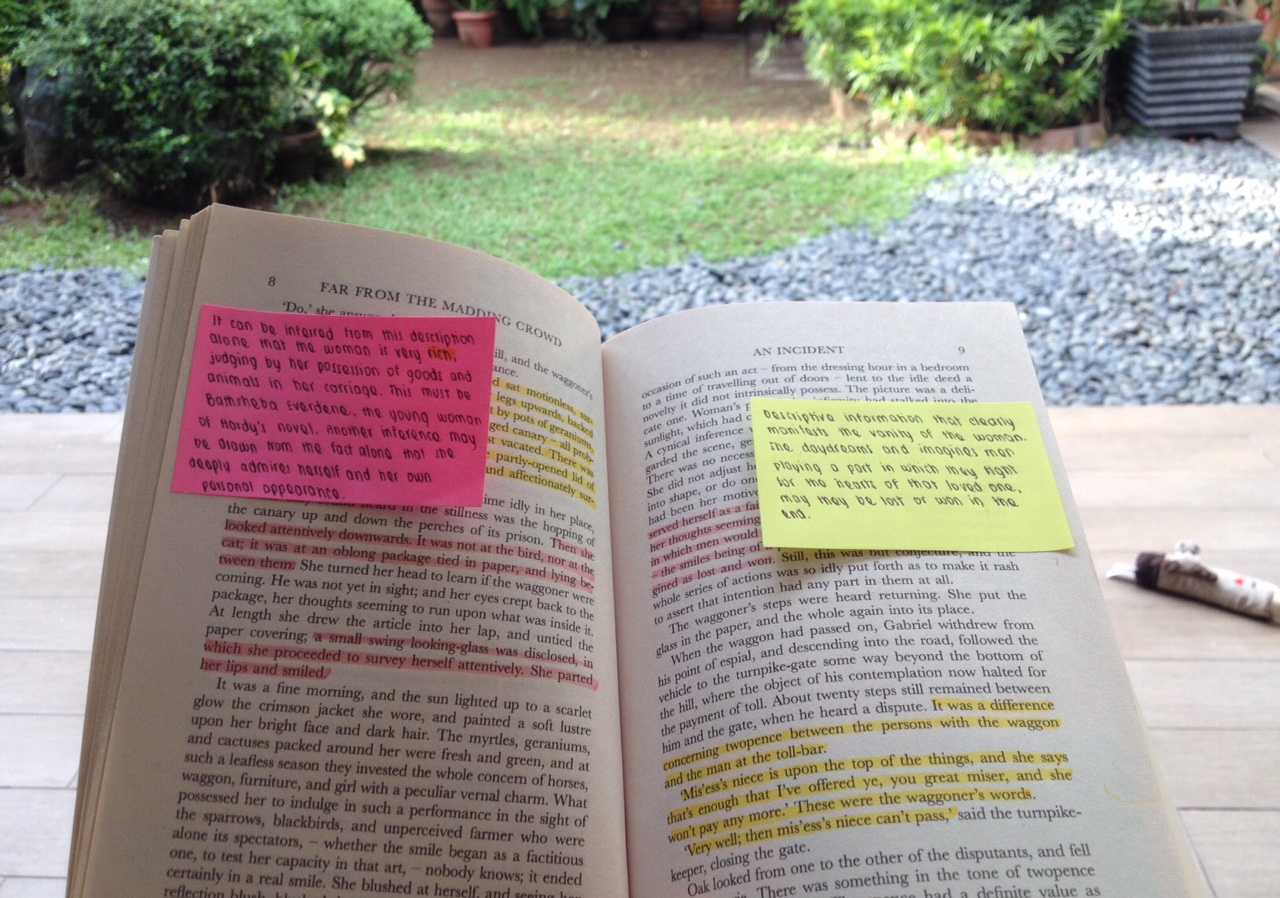 8
FAR FROM THE MADDING CROWD
'Do,' she answered
It can be inferred from this description
alone that the woman is very rich,
judging by her possession of goods and
animals in her carriage. This must be
Bathsheba Everdene, the young woman
of Hardy's novel. Another inference may
be drawn from the fact alone that she
deeply admires herself and her own
personal appearance.
ill, and the waggoner's
ance.
d sat motionless, sur-
legs upwards, backed
t by pots of geraniums,
ged canary – all prob-
st vacated. There was
e partly-opened lid of
and affectionately sur-
ime idly in her place,
heard in the stillness was the hopping of
the canary up and down the perches of its prison. Then she
looked attentively downwards. It was not at the bird, nor at the
cat; it was at an oblong package tied in paper, and lying be-
tween them. She turned her head to learn if the waggoner were
coming. He was not yet in sight; and her eyes crept back to the
package, her thoughts seeming to run upon what was inside it.
At length she drew the article into her lap, and untied the
paper covering; a small swing looking-glass was disclosed, in
which she proceeded to survey herself attentively. She parted
her lips and smiled.
It was a fine morning, and the sun lighted up to a scarlet
glow the crimson jacket she wore, and painted a soft lustre
upon her bright face and dark hair. The myrtles, geraniums,
and cactuses packed around her were fresh and green, and at
such a leafless season they invested the whole concern of horses,
waggon, furniture, and girl with a peculiar vernal charm. What
possessed her to indulge in such a performance in the sight of
the sparrows, blackbirds, and unperceived farmer who were
alone its spectators, – whether the smile began as a factitious
one, to test her capacity in that art, – nobody knows; it ended
certainly in a real smile. She blushed at herself, and seeing her
reflection blush, blushed
AN INCIDENT
9
occasion of such an act – from the dressing hour in a bedroom
to a time of travelling out of doors – lent to the idle deed a
novelty it did not intrinsically possess. The picture was a deli-
cate one. Woman's infirmity had stalked into the
sunlight, which had
A cynical inference
garded the scene, ge
There was no necess
She did not adjust he
into shape, or do one
had been her motive
served herself as a fai
her thoughts seeming
in which men would
– the smiles being of
gined as lost and won. Still, this was but conjecture, and the
Descriptive information that clearly
manifests the vanity of the woman.
She daydreams and imagines men
playing a part in which they fight
for the hearts of that loved one,
may they be lost or won in the
end.
whole series of actions was so idly put forth as to make it rash
to assert that intention had any part in them at all.
The waggoner's steps were heard returning. She put the
glass in the paper, and the whole again into its place.
When the waggon had passed on, Gabriel withdrew from
his point of espial, and descending into the road, followed the
vehicle to the turnpike-gate some way beyond the bottom of
the hill, where the object of his contemplation now halted for
the payment of toll. About twenty steps still remained between
him and the gate, when he heard a dispute. It was a difference
concerning twopence between the persons with the waggon
and the man at the toll-bar.
'Mis'ess's niece is upon the top of the things, and she says
that's enough that I've offered ye, you great miser, and she
won't pay any more.' These were the waggoner's words.
'Very well; then mis'ess's niece can't pass,' said the turnpike-
keeper, closing the gate.
Oak looked from one to the other of the disputants, and fell
There was something in the tone of twopence
had a definite value as